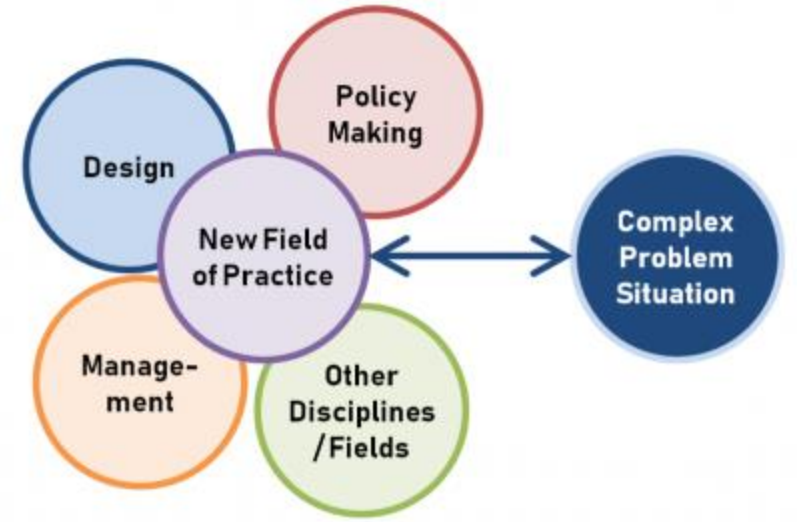 Policy
Making
Design
New Field
of Practice
Complex
Problem
Situation
Manage-
ment
Other
Disciplines
/Fields